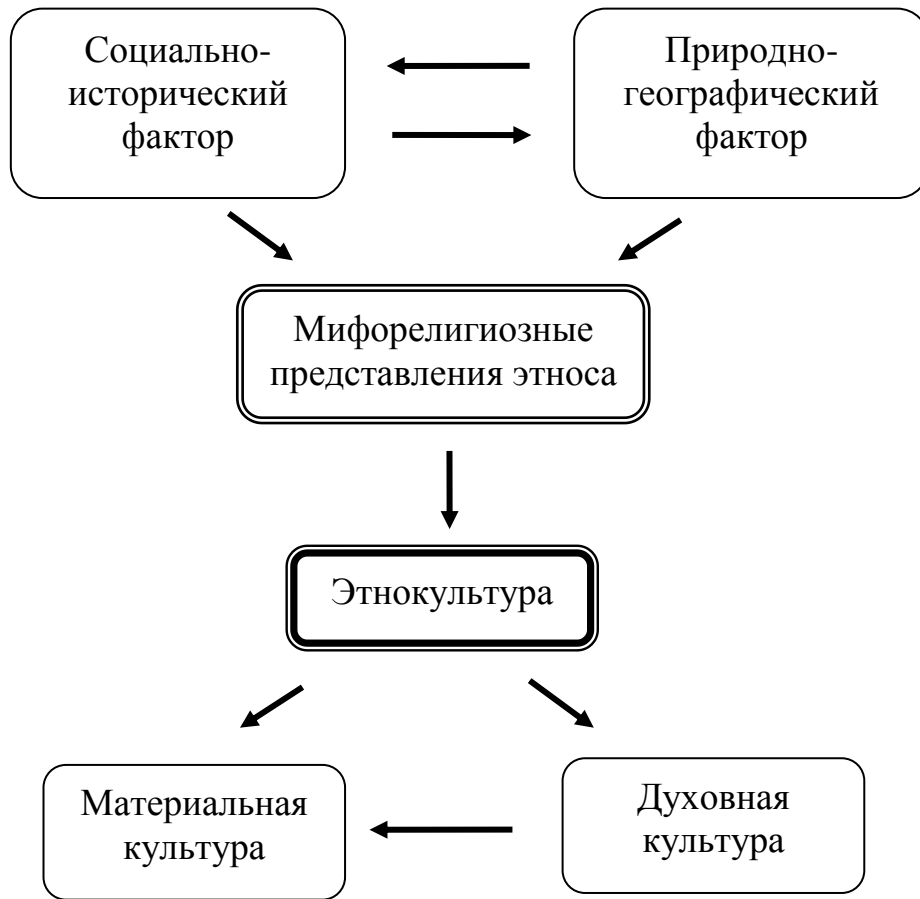 Социально-
исторический
фактор
Природно-
географический
фактор
Мифорелигиозные
представления этноса
Этнокультура
Материальная
культура
Духовная
культура